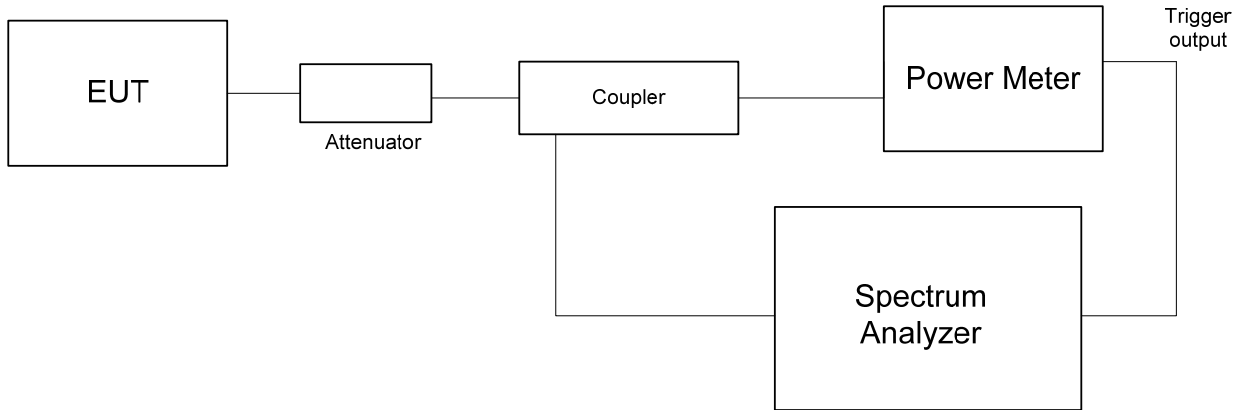 EUT
Attenuator
Coupler
Power Meter
Trigger
output
Spectrum
Analyzer